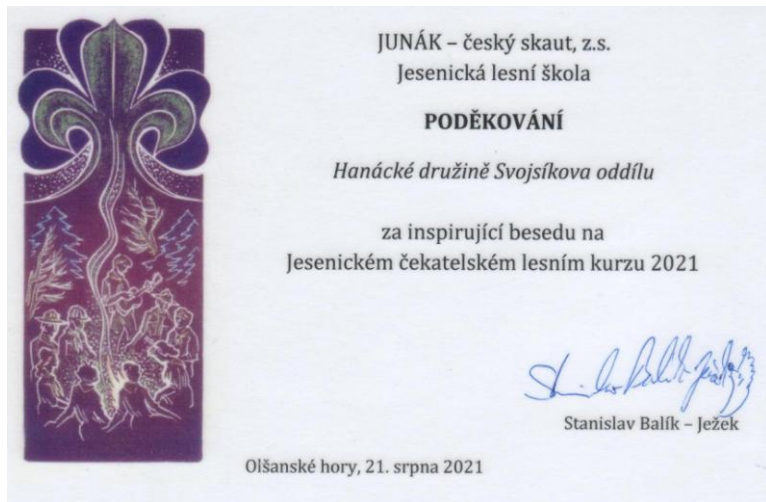 JUNÁK – český skaut, z.s.
Jesenická lesní škola
PODĚKOVÁNÍ
Hanácké družině Svojsíkova oddílu
za inspirující besedu na
Jesenickém čekatelském lesním kurzu 2021
Stanislav Balík – Ježek
Olšanské hory, 21. srpna 2021